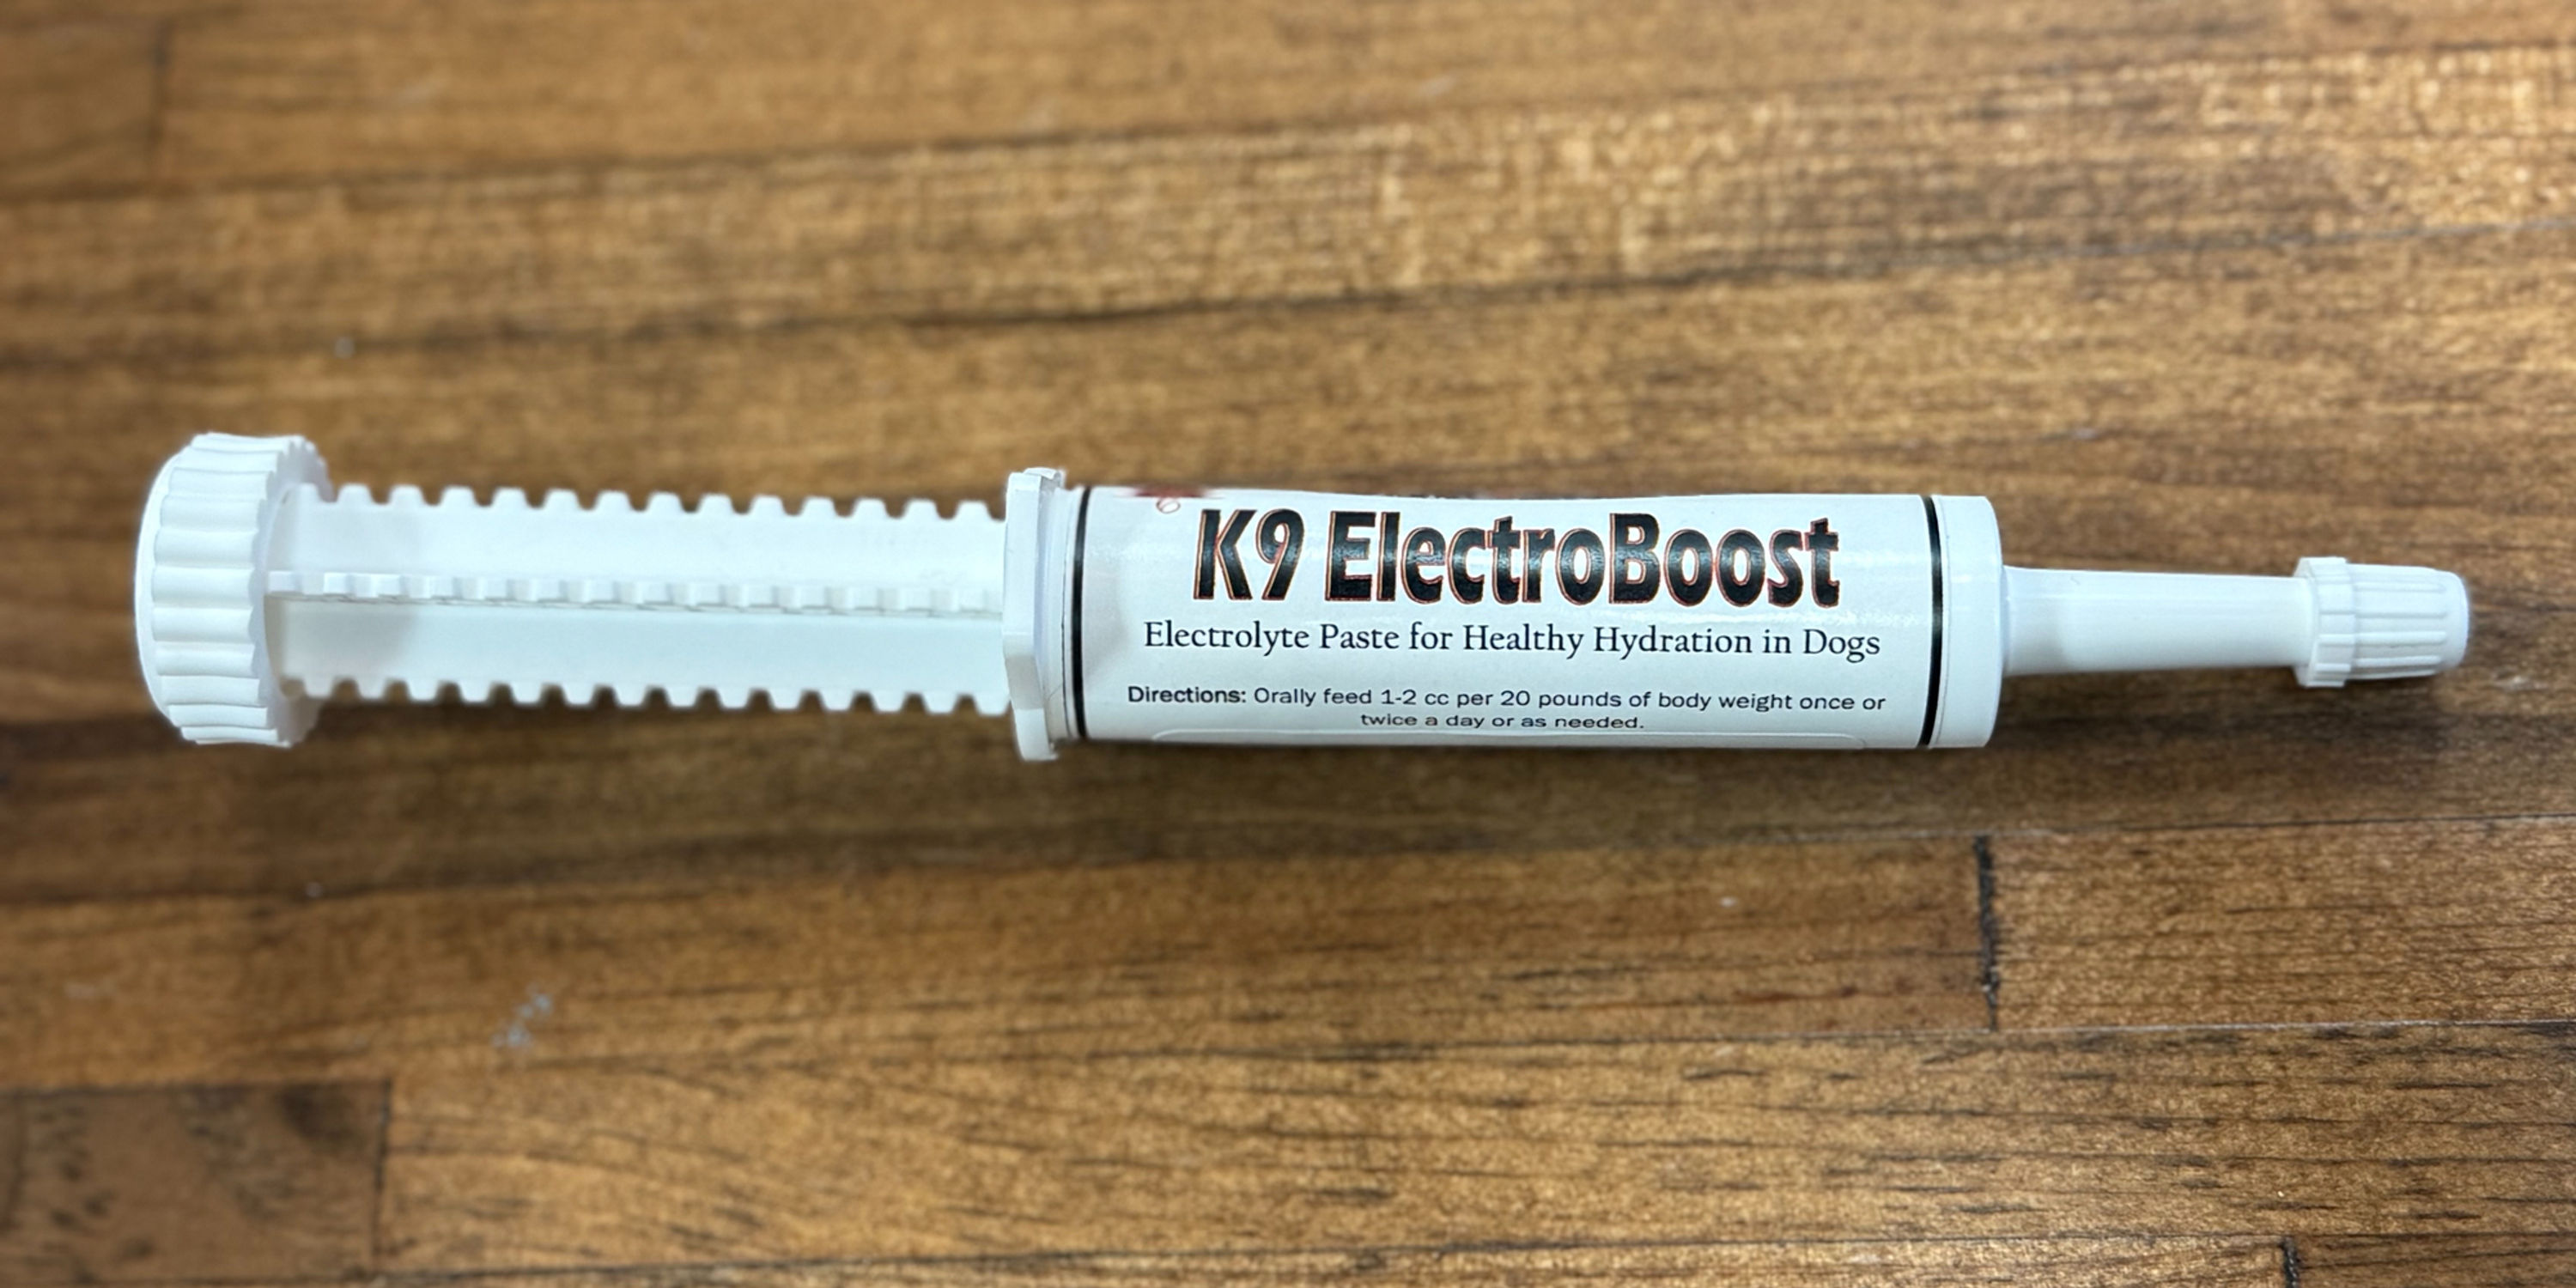 K9 ElectroBoost
Electrolyte Paste for Healthy Hydration in Dogs
Directions: Orally feed 1-2 cc per 20 pounds of body weight once or
twice a day or as needed.